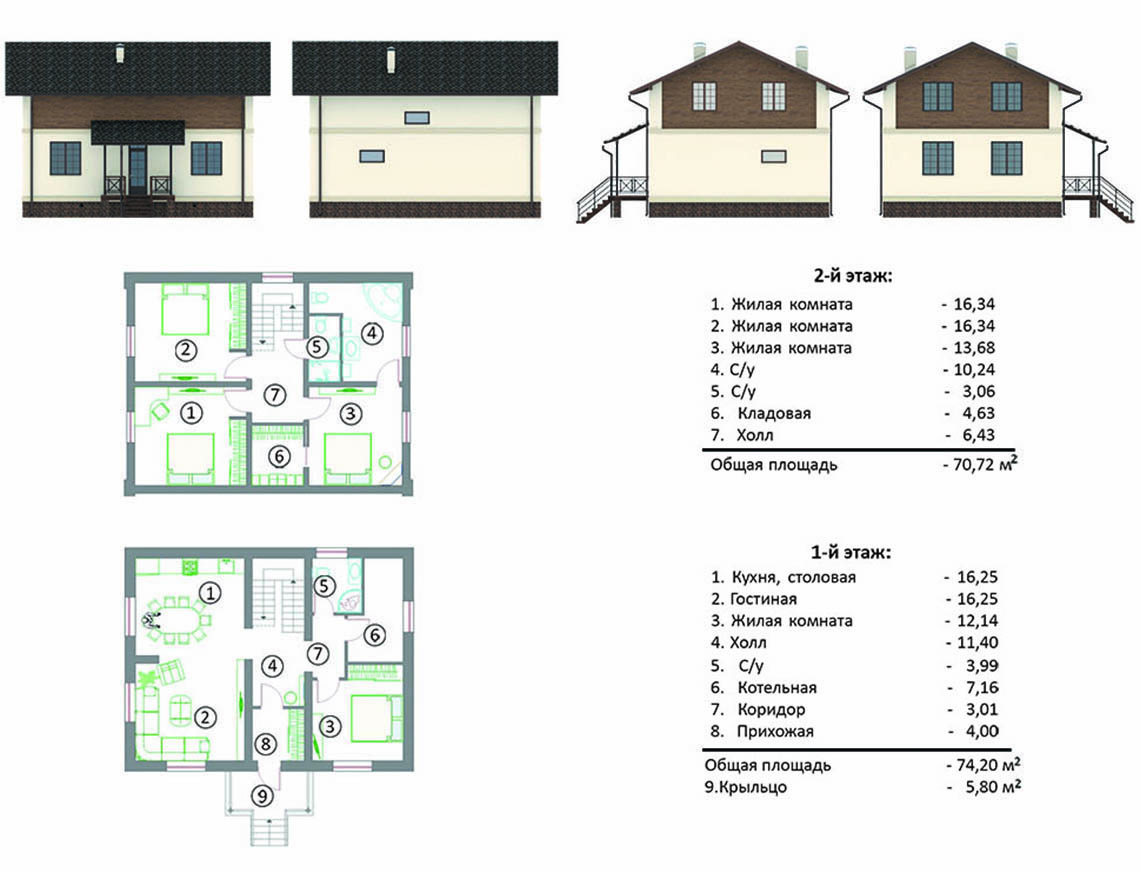 2-й этаж:
1. Жилая комната - 16,34
2. Жилая комната - 16,34
3. Жилая комната - 13,68
4. С/у - 10,24
5. С/у - 3,06
6. Кладовая - 4,63
7. Холл - 6,43
Общая площадь - 70,72 м²
2
1
7
5
4
3
6
1-й этаж:
1. Кухня, столовая - 16,25
2. Гостиная - 16,25
3. Жилая комната - 12,14
4. Холл - 11,40
5. С/у - 3,99
6. Котельная - 7,16
7. Коридор - 3,01
8. Прихожая - 4,00
Общая площадь - 74,20 м²
9.Крыльцо - 5,80 м²
1
5
6
7
4
2
3
8
9